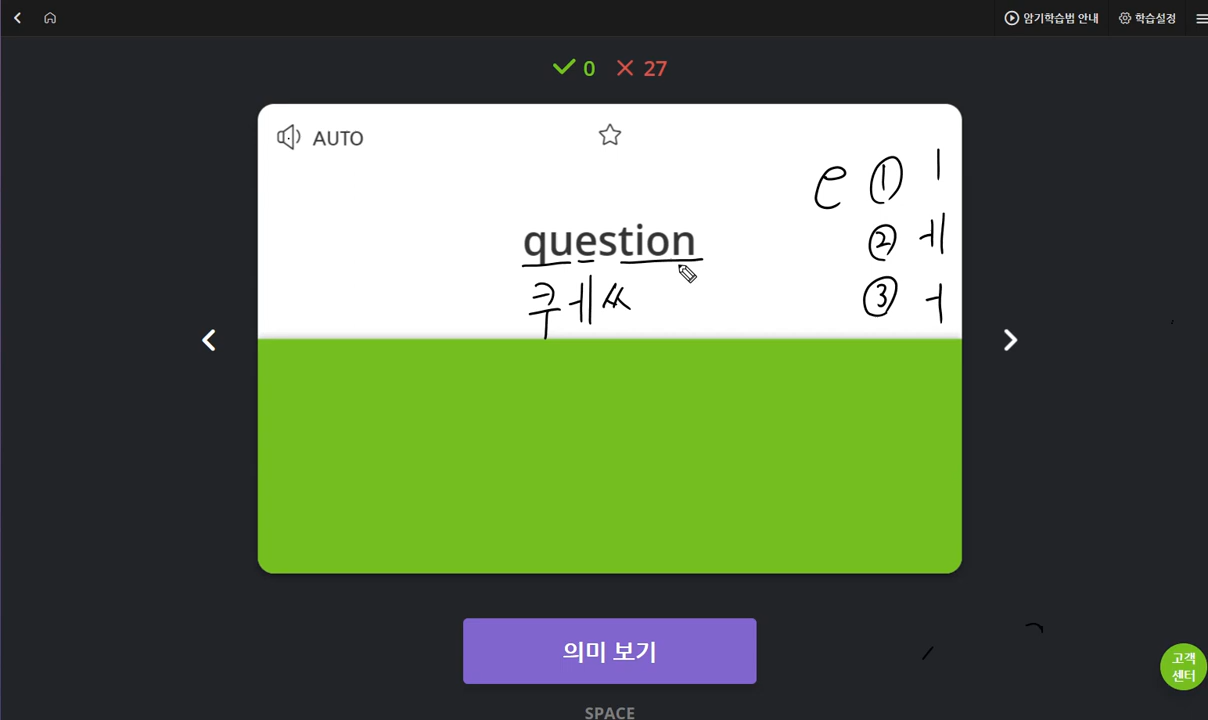 암기학습법 안내 학습설정
0 27
AUTO
e ① ㅣ
question ② ㅔ
쿠ㅔㅆ ③ ㅓ
의미 보기
고객
센터
SPACE